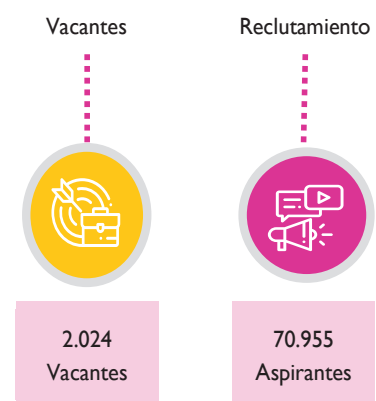 Vacantes
Reclutamiento
2.024
Vacantes
70.955
Aspirantes